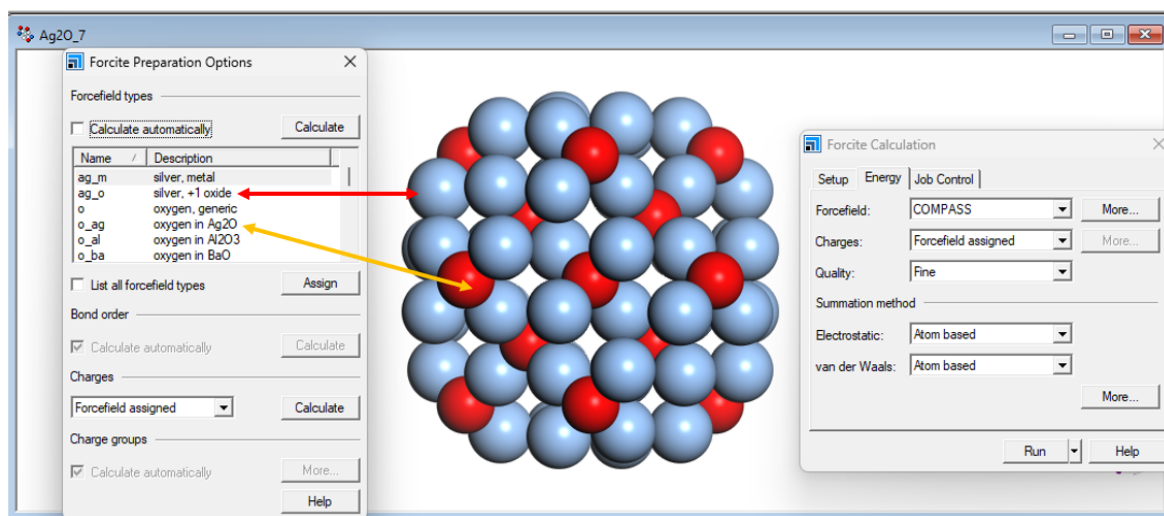 Ag2O_7
Forcite Preparation Options
Forcefield types
Calculate automatically
Calculate
Name / Description
ag_m silver, metal
ag_o silver, +1 oxide
o oxygen, generic
o_ag oxygen in Ag2O
o_al oxygen in Al2O3
o_ba oxygen in BaO
List all forcefield types
Assign
Bond order
Calculate automatically
Calculate
Charges
Forcefield assigned
Calculate
Charge groups
Calculate automatically
More...
Help
Forcite Calculation
Setup Energy Job Control
Forcefield: COMPASS More...
Charges: Forcefield assigned More...
Quality: Fine
Summation method
Electrostatic: Atom based
van der Waals: Atom based
More...
Run Help